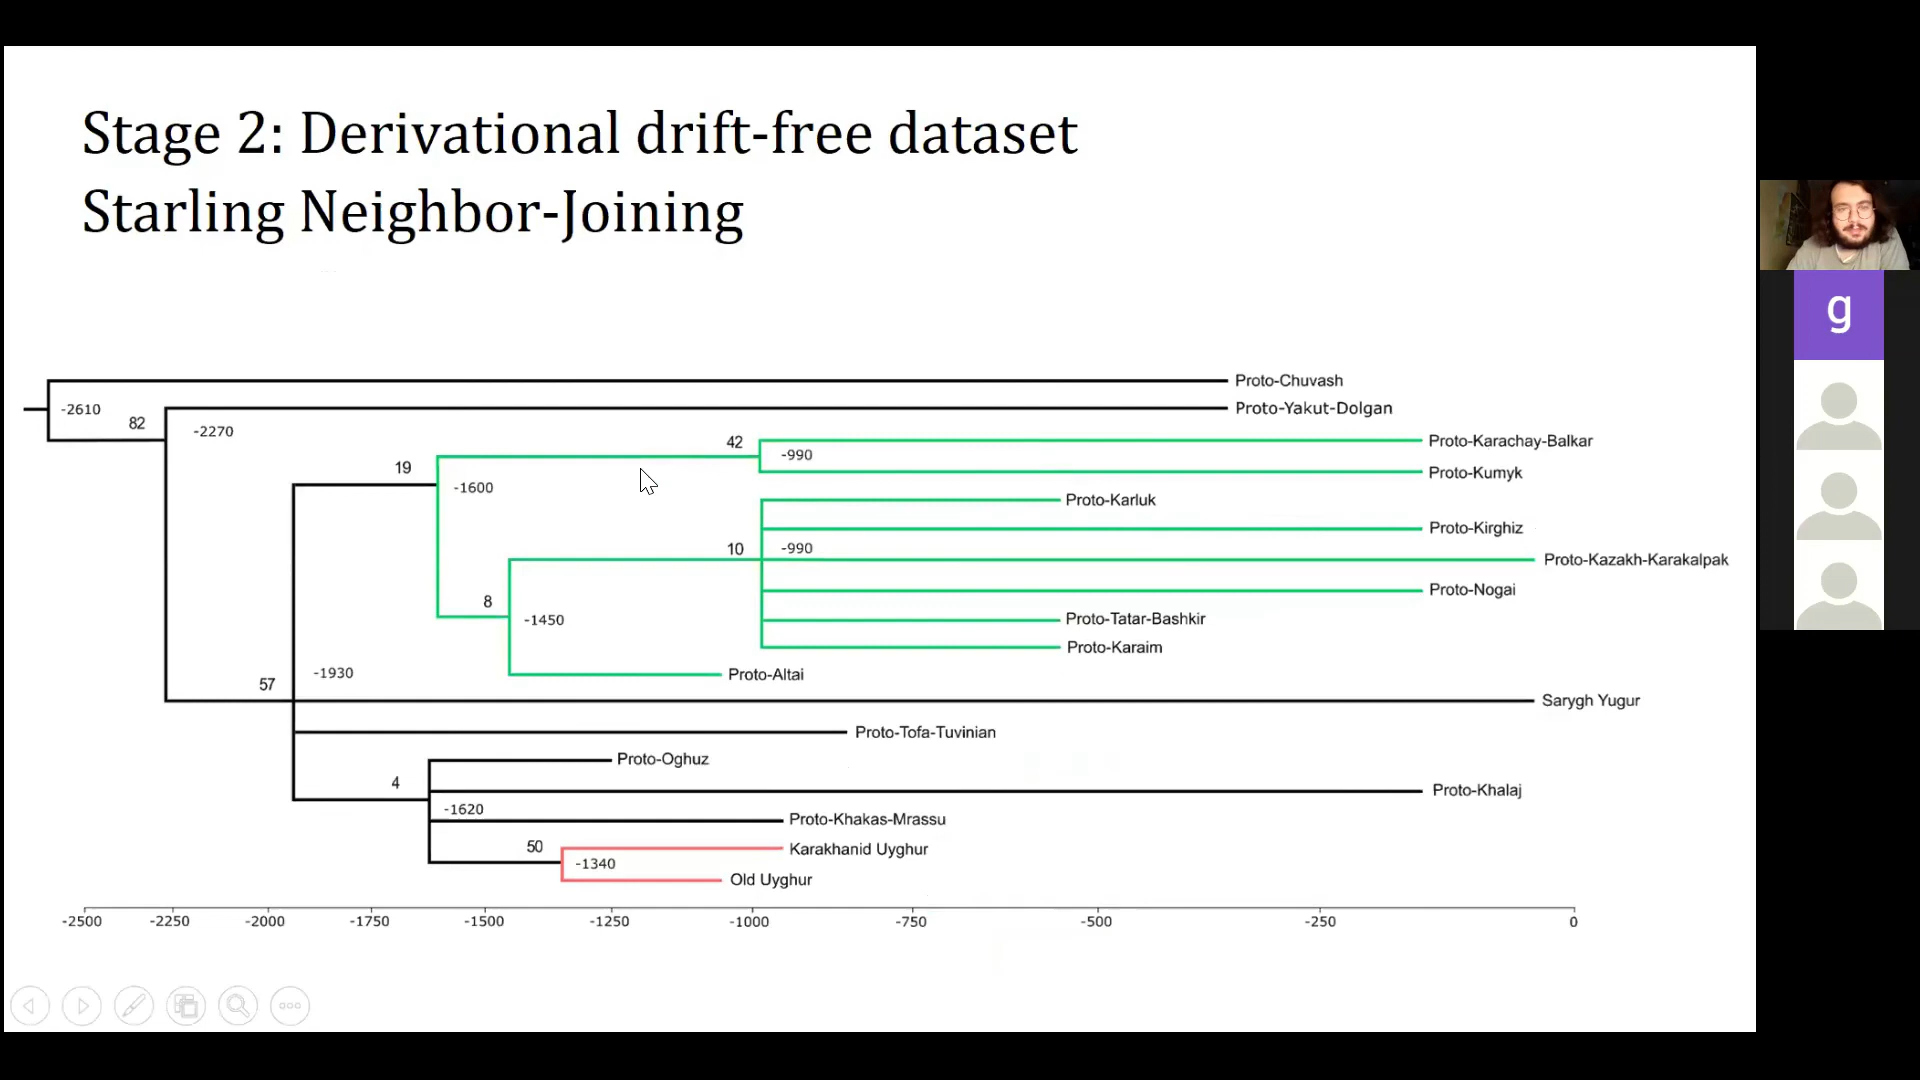 Stage 2: Derivational drift-free dataset
Starling Neighbor-Joining
g
Proto-Chuvash
-2610
82
Proto-Yakut-Dolgan
-2270
42
Proto-Karachay-Balkar
-990
19
Proto-Kumyk
-1600
Proto-Karluk
Proto-Kirghiz
10
-990
Proto-Kazakh-Karakalpak
Proto-Nogai
8
-1450
Proto-Tatar-Bashkir
Proto-Karaim
-1930
Proto-Altai
57
Sarygh Yugur
Proto-Tofa-Tuvinian
Proto-Oghuz
4
Proto-Khalaj
-1620
Proto-Khakas-Mrassu
50
Karakhanid Uyghur
-1340
Old Uyghur
-2500 -2250 -2000 -1750 -1500 -1250 -1000 -750 -500 -250 0